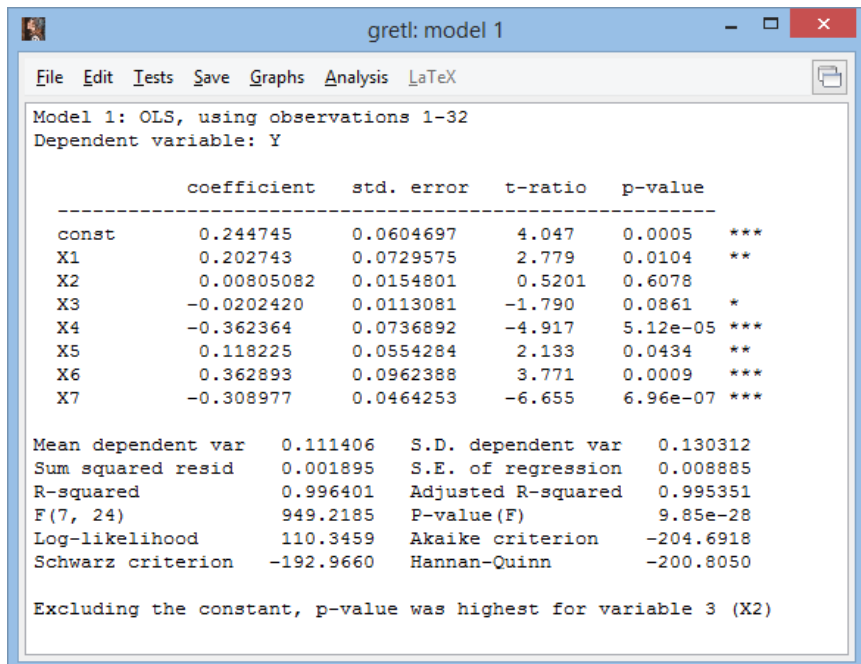 gretl: model 1
File Edit Tests Save Graphs Analysis LaTeX
Model 1: OLS, using observations 1-32
Dependent variable: Y
coefficient std. error t-ratio p-value
const 0.244745 0.0604697 4.047 0.0005 ***
X1 0.202743 0.0729575 2.779 0.0104 **
X2 0.00805082 0.0154801 0.5201 0.6078
X3 -0.0202420 0.0113081 -1.790 0.0861 *
X4 -0.362364 0.0736892 -4.917 5.12e-05 ***
X5 0.118225 0.0554284 2.133 0.0434 **
X6 0.362893 0.0962388 3.771 0.0009 ***
X7 -0.308977 0.0464253 -6.655 6.96e-07 ***
Mean dependent var 0.111406 S.D. dependent var 0.130312
Sum squared resid 0.001895 S.E. of regression 0.008885
R-squared 0.996401 Adjusted R-squared 0.995351
F(7, 24) 949.2185 P-value(F) 9.85e-28
Log-likelihood 110.3459 Akaike criterion -204.6918
Schwarz criterion -192.9660 Hannan-Quinn -200.8050
Excluding the constant, p-value was highest for variable 3 (X2)